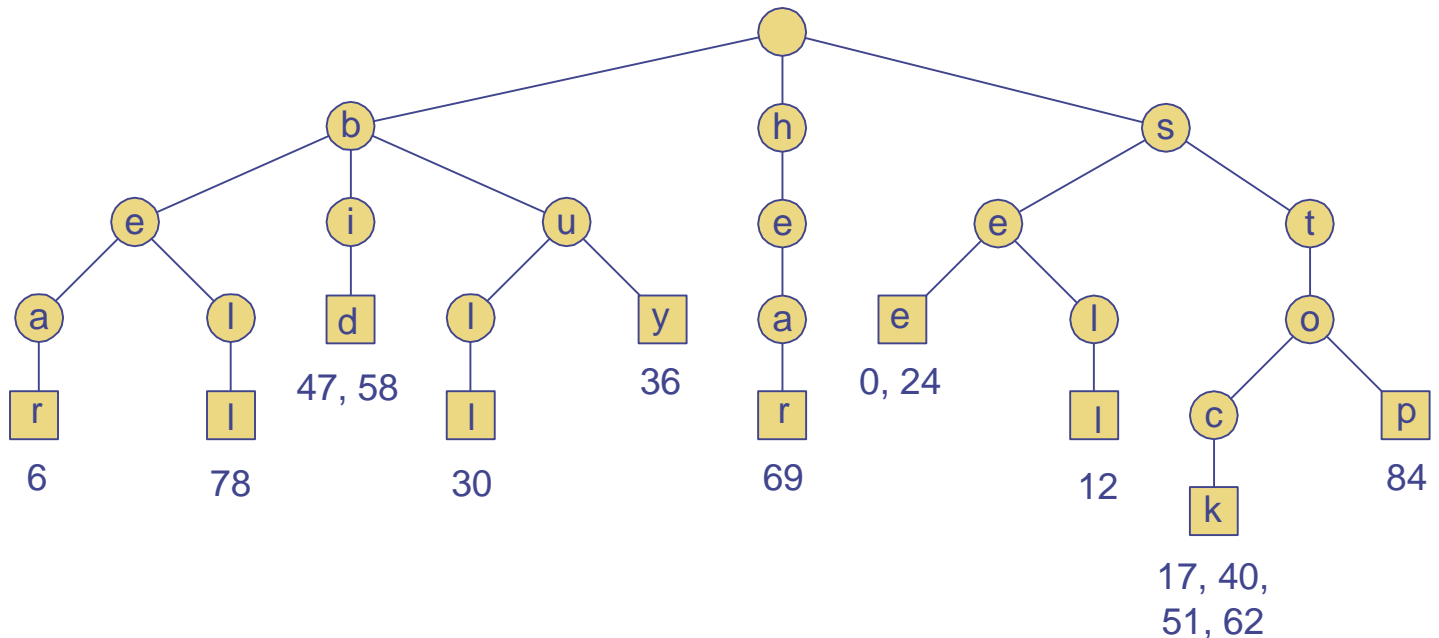 b h s
e i u e e t
a l d l y a e l o
47, 58 36 0, 24
r l l r l c p
6 78 30 69 12 84
k
17, 40,
51, 62